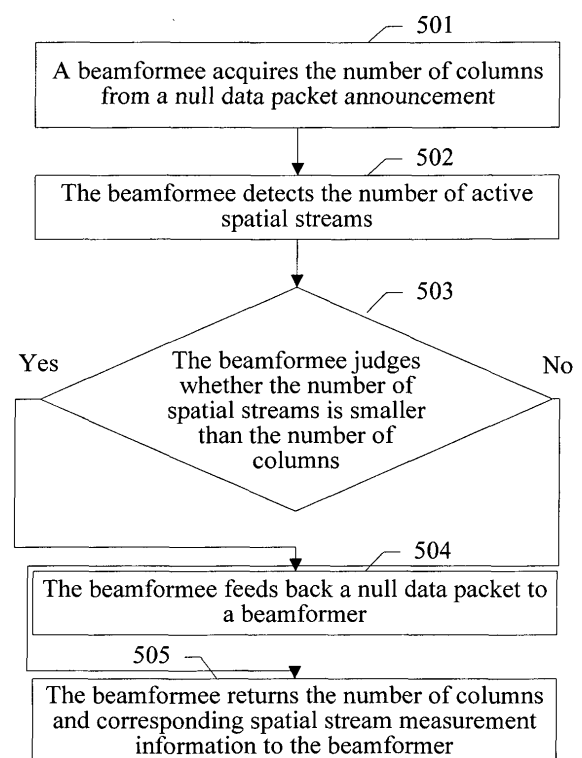 501
A beamformee acquires the number of columns
from a null data packet announcement
502
The beamformee detects the number of active
spatial streams
503
Yes
No
The beamformee judges
whether the number of
spatial streams is smaller
than the number of
columns
504
The beamformee feeds back a null data packet to
a beamformer
505
The beamformee returns the number of columns
and corresponding spatial stream measurement
information to the beamformer